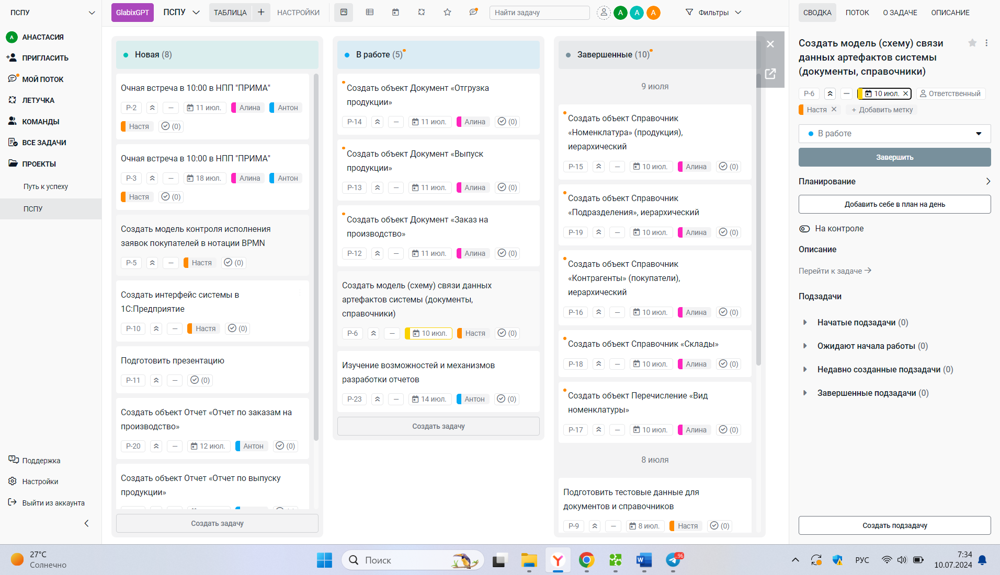 ПСПУ
А АНАСТАСИЯ
ПРИГЛАСИТЬ
МОЙ ПОТОК
ЛЕТУЧКА
КОМАНДЫ
ВСЕ ЗАДАЧИ
ПРОЕКТЫ
Путь к успеху
ПСПУ
Поддержка
Настройки
Выйти из аккаунта
GlabixGPT
ПСПУ
ТАБЛИЦА
НАСТРОЙКИ
Найти задачу
А А А
Фильтры
Новая (8)
Очная встреча в 10:00 в НПП "ПРИМА"
P-2 — 11 июл. Алина Антон
Настя (0)
Очная встреча в 10:00 в НПП "ПРИМА"
P-3 — 18 июл. Алина Антон
Настя (0)
Создать модель контроля исполнения
заявок покупателей в нотации BPMN
P-5 — Настя (0)
Создать интерфейс системы в
1С:Предприятие
P-10 — Настя (0)
Подготовить презентацию
P-11 — (0)
Создать объект Отчет «Отчет по заказам на
производство»
P-20 — 12 июл. Антон (0)
Создать объект Отчет «Отчет по выпуску
продукции»
Создать задачу
В работе (5)
Создать объект Документ «Отгрузка
продукции»
P-14 — 11 июл. Алина (0)
Создать объект Документ «Выпуск
продукции»
P-13 — 11 июл. Алина (0)
Создать объект Документ «Заказ на
производство»
P-12 — 11 июл. Алина (0)
Создать модель (схему) связи данных
артефактов системы (документы,
справочники)
P-6 — 10 июл. Настя (0)
Изучение возможностей и механизмов
разработки отчетов
P-23 — 14 июл. Антон (0)
Создать задачу
Завершенные (10)
9 июля
Создать объект Справочник
«Номенклатура» (продукция),
иерархический
P-15 — 10 июл. Алина (0)
Создать объект Справочник
«Подразделения», иерархический
P-19 — 10 июл. Алина (0)
Создать объект Справочник
«Контрагенты» (покупатели),
иерархический
P-16 — 10 июл. Алина (0)
Создать объект Справочник «Склады»
P-18 — 10 июл. Алина (0)
Создать объект Перечисление «Вид
номенклатуры»
P-17 — 10 июл. Алина (0)
8 июля
Подготовить тестовые данные для
документов и справочников
P-9 — 8 июл. Настя (0)
СВОДКА ПОТОК О ЗАДАЧЕ ОПИСАНИЕ
Создать модель (схему) связи
данных артефактов системы
(документы, справочники)
P-6 — 10 июл. Ответственный
Настя + Добавить метку
В работе
Завершить
Планирование
Добавить себе в план на день
На контроле
Описание
Перейти к задаче
Подзадачи
Начатые подзадачи (0)
Ожидают начала работы (0)
Недавно созданные подзадачи (0)
Завершенные подзадачи (0)
Создать подзадачу
27°C
Солнечно
Поиск
96
РУС
7:34
10.07.2024